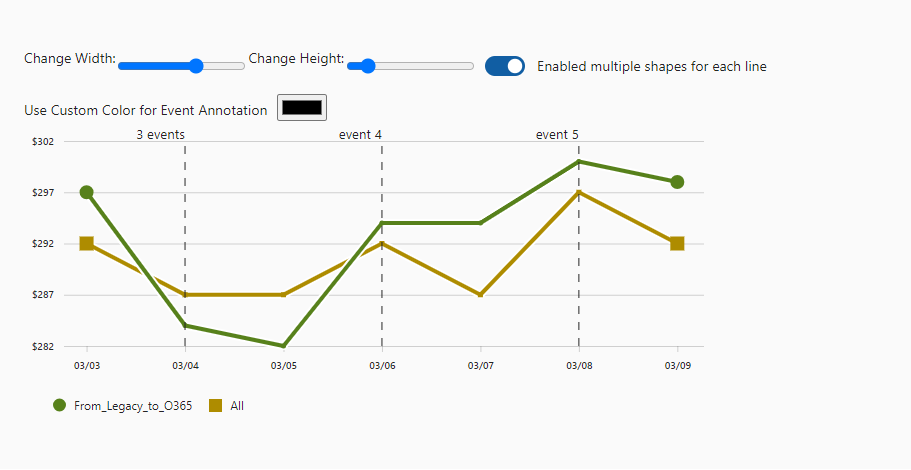 Change Width: Change Height: Enabled multiple shapes for each line
Use Custom Color for Event Annotation
3 events event 4 event 5
$302
$297
$292
$287
$282
03/03 03/04 03/05 03/06 03/07 03/08 03/09
From_Legacy_to_O365 All